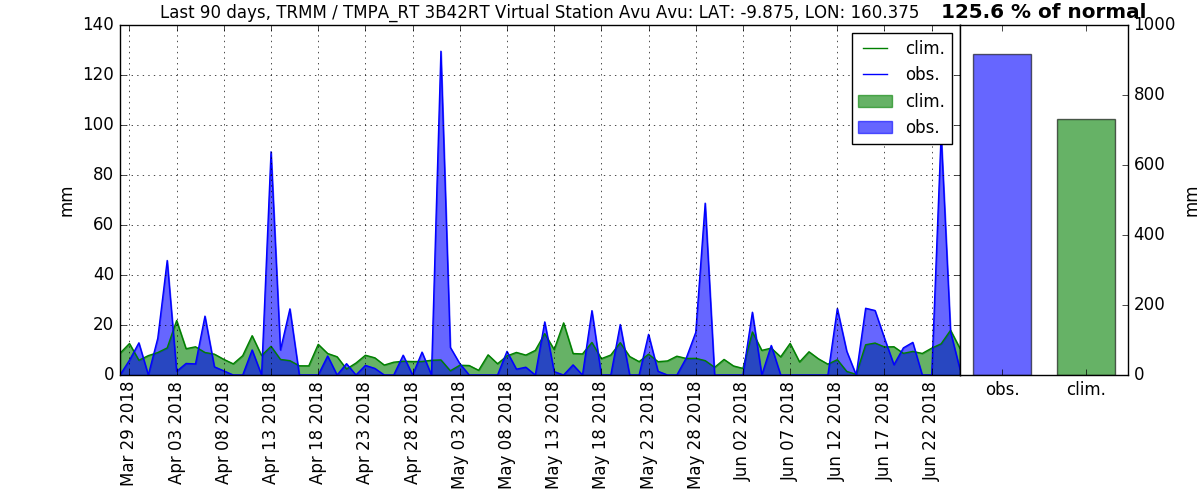 Last 90 days, TRMM / TMPA_RT 3B42RT Virtual Station Avu Avu: LAT: -9.875, LON: 160.375
125.6 % of normal
140
120
100
80
60
40
20
0
mm
clim.
obs.
clim.
obs.
1000
800
600
400
200
0
mm
Mar 29 2018
Apr 03 2018
Apr 08 2018
Apr 13 2018
Apr 18 2018
Apr 23 2018
Apr 28 2018
May 03 2018
May 08 2018
May 13 2018
May 18 2018
May 23 2018
May 28 2018
Jun 02 2018
Jun 07 2018
Jun 12 2018
Jun 17 2018
Jun 22 2018
obs.
clim.